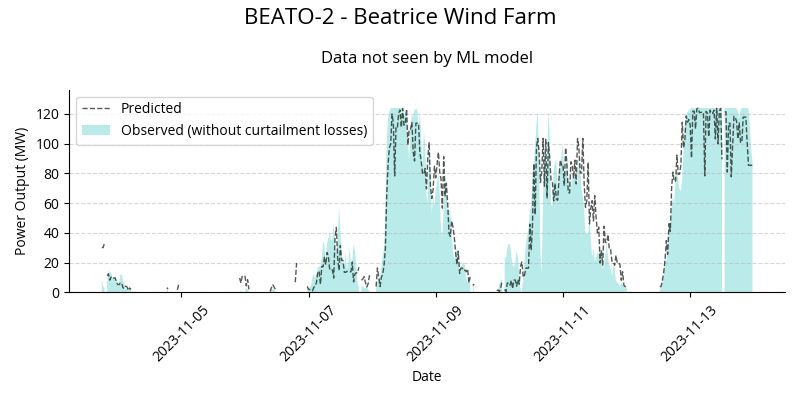 BEATO-2 - Beatrice Wind Farm
Data not seen by ML model
Predicted
Observed (without curtailment losses)
Power Output (MW)
120
100
80
60
40
20
0
2023-11-05
2023-11-07
2023-11-09
2023-11-11
2023-11-13
Date